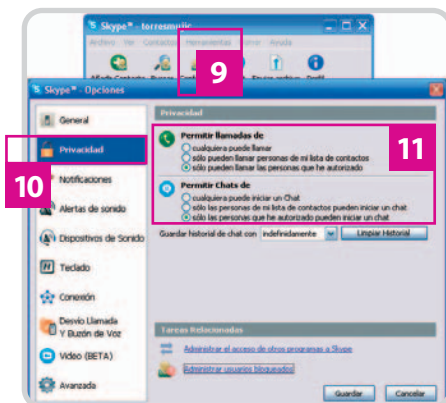 Skype™ - torresmujic
Archivo Ver Contactos Herramientas Ayuda
9
Skype™ - Opciones
General
Privacidad
10
Notificaciones
Alertas de sonido
Dispositivos de Sonido
Teclado
Conexión
Desvío Llamada
Y Buzón de Voz
Video (BETA)
Avanzada
Privacidad
11
Permitir llamadas de
cualquiera puede llamar
sólo pueden llamar personas de mi lista de contactos
sólo pueden llamar las personas que he autorizado
Permitir Chats de
cualquiera puede iniciar un Chat
sólo las personas de mi lista de contactos pueden iniciar un chat
sólo las personas que he autorizado pueden iniciar un chat
Guardar historial de chat con indefinidamente Limpiar Historial
Tareas Relacionadas
Administrar el acceso de otros programas a Skype
Administrar usuarios bloqueados
Guardar Cancelar